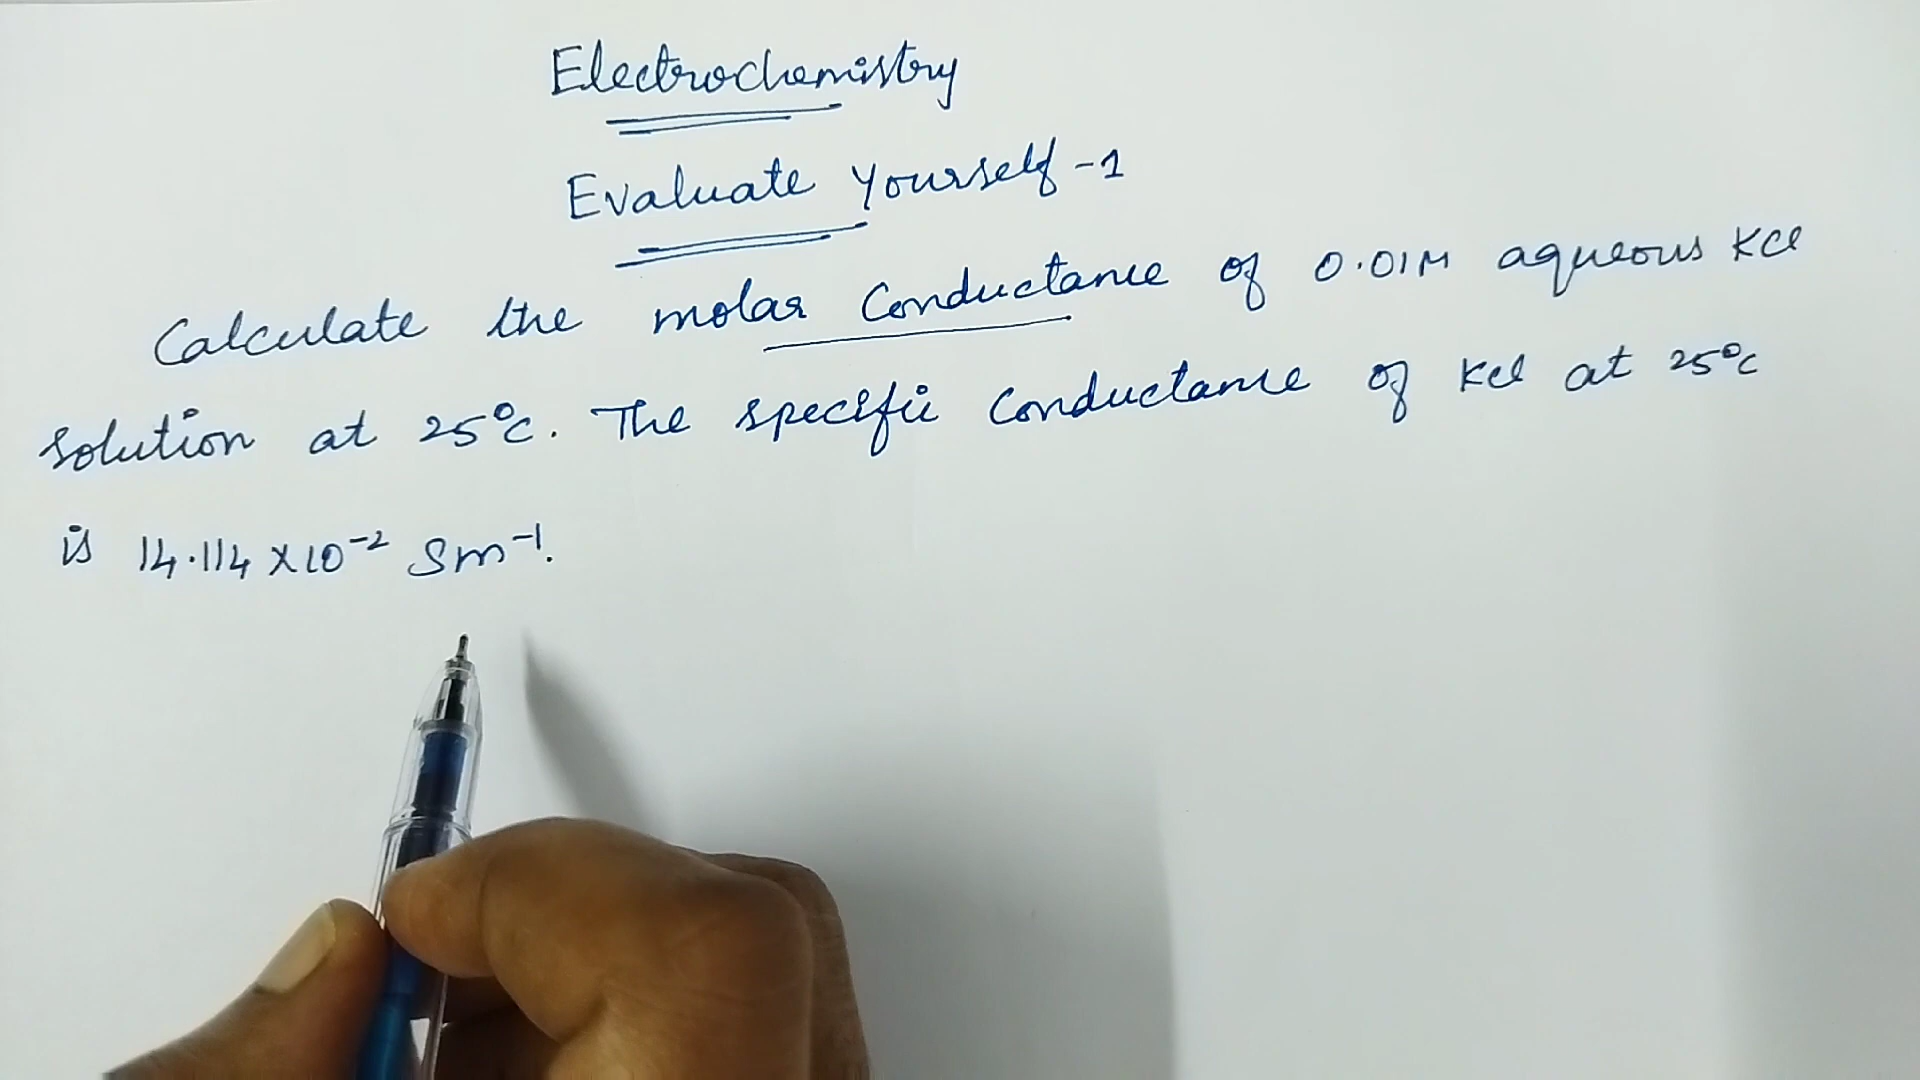 Electrochemistry
Evaluate Yourself -1
Calculate the molar Conductance of 0.01M aqueous KCl
solution at 25°C. The specific Conductance of KCl at 25°C
is 14.114 X 10⁻² Sm⁻¹.